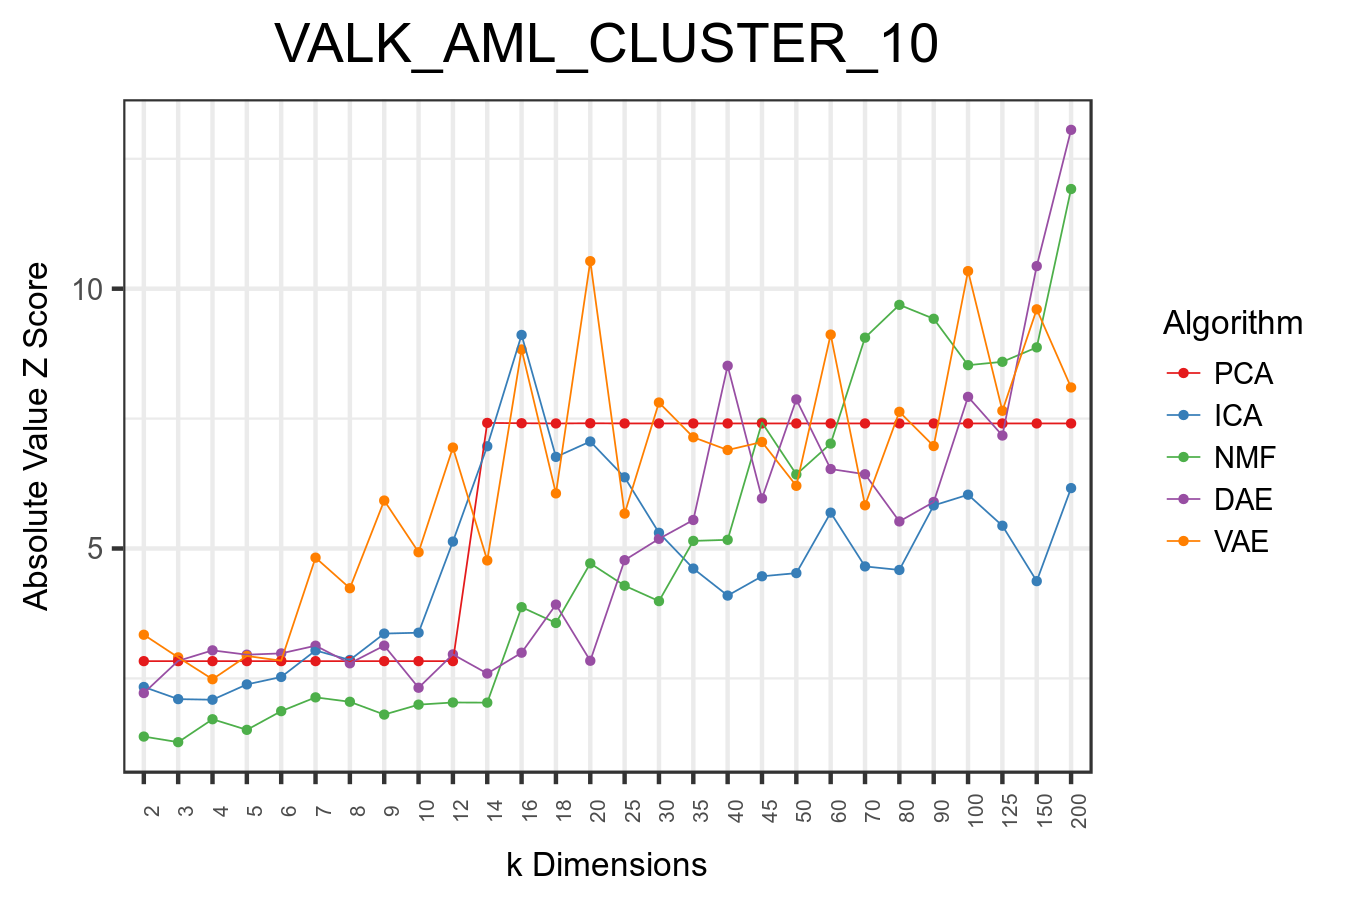 VALK_AML_CLUSTER_10
Absolute Value Z Score
10
5
2 3 4 5 6 7 8 9 10 12 14 16 18 20 25 30 35 40 45 50 60 70 80 90 100 125 150 200
k Dimensions
Algorithm
PCA
ICA
NMF
DAE
VAE